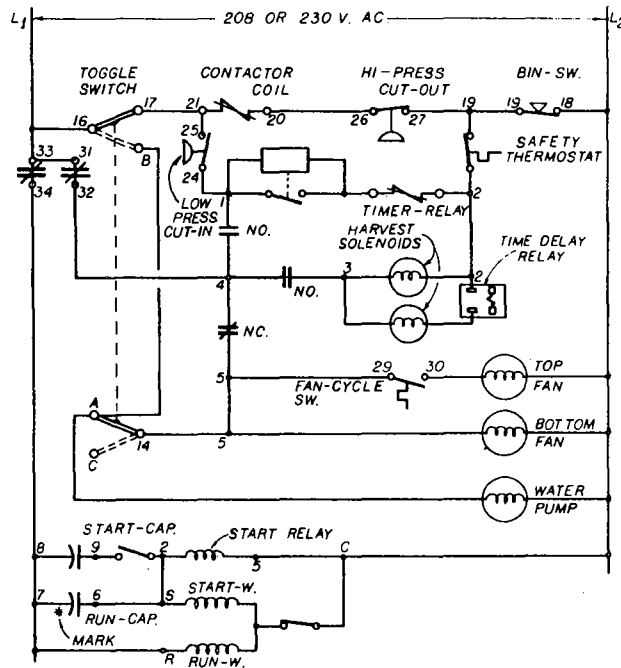 L1 208 OR 230 V. AC L2
TOGGLE
SWITCH
CONTACTOR
COIL
HI-PRESS
CUT-OUT
BIN-SW.
16 17 21 20 26 27 19 19 18
B
25
24
33 31
34 32
LOW
PRESS
CUT-IN
SAFETY
THERMOSTAT
1 TIMER-RELAY 2
NO.
HARVEST
SOLENOIDS
TIME DELAY
RELAY
4 NO. 3 2
NC.
5 29 30
FAN-CYCLE
SW.
TOP
FAN
A
C 14 5
BOTTOM
FAN
WATER
PUMP
START-CAP.
START RELAY
8 9 2 5 C
7 6 S START-W.
* RUN-CAP.
MARK
R RUN-W.